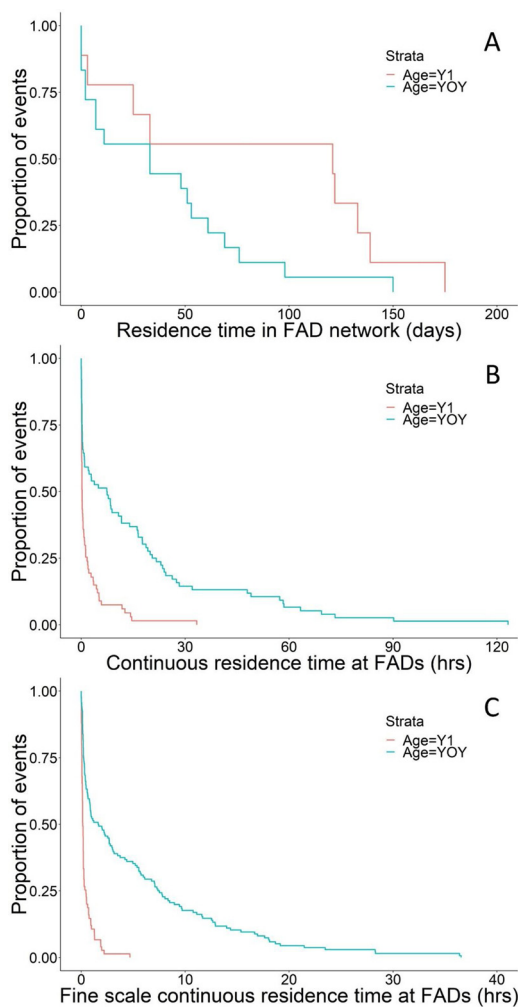 A
1.00
0.75
0.50
0.25
0.00
Proportion of events
Strata
Age=Y1
Age=YOY
0 50 100 150 200
Residence time in FAD network (days)
B
1.00
0.75
0.50
0.25
0.00
Proportion of events
Strata
Age=Y1
Age=YOY
0 30 60 90 120
Continuous residence time at FADs (hrs)
C
1.00
0.75
0.50
0.25
0.00
Proportion of events
Strata
Age=Y1
Age=YOY
0 10 20 30 40
Fine scale continuous residence time at FADs (hrs)